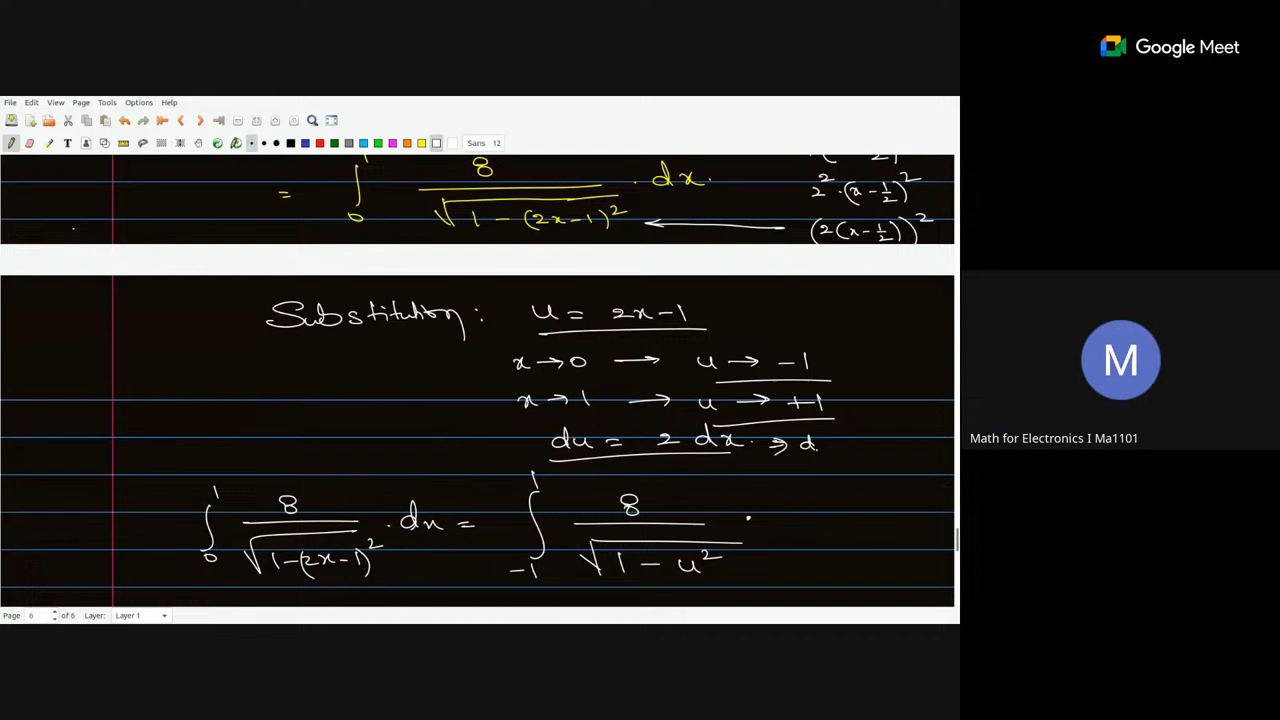 Google Meet
File Edit View Page Tools Options Help
Sans 12
= ∫₀¹ 8 / √(1 - (2x-1)²) · dx.
2² · (x - 1/2)²
(2(x - 1/2))²
Substitution: u = 2x-1
x → 0 → u → -1
x → 1 → u → +1
du = 2 dx. ⇒ d
∫₀¹ 8 / √(1-(2x-1)²) · dx = ∫₋₁¹ 8 / √(1 - u²) ·
M
Math for Electronics I Ma1101
Page 6 of 6 Layer: Layer 1